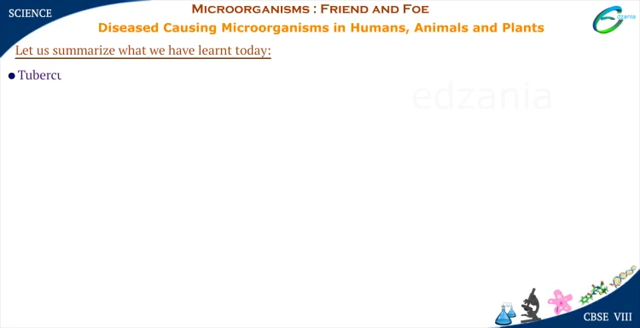 SCIENCE
Microorganisms : Friend and Foe
Edzania
Diseased Causing Microorganisms in Humans, Animals and Plants
Let us summarize what we have learnt today:
• Tubercu
edzania
CBSE VIII